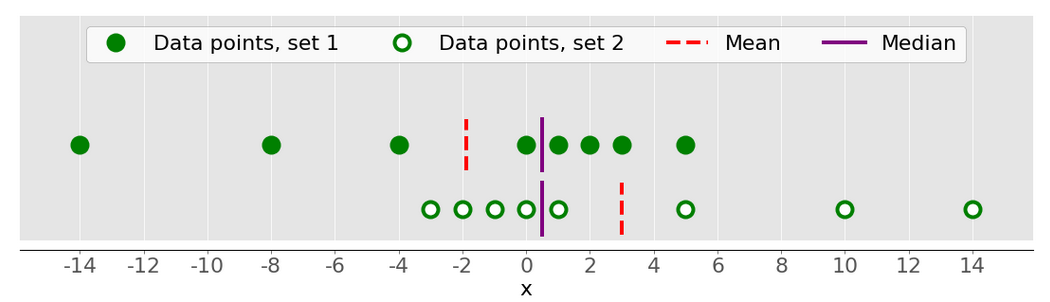 Data points, set 1 Data points, set 2 Mean Median
-14 -12 -10 -8 -6 -4 -2 0 2 4 6 8 10 12 14
x